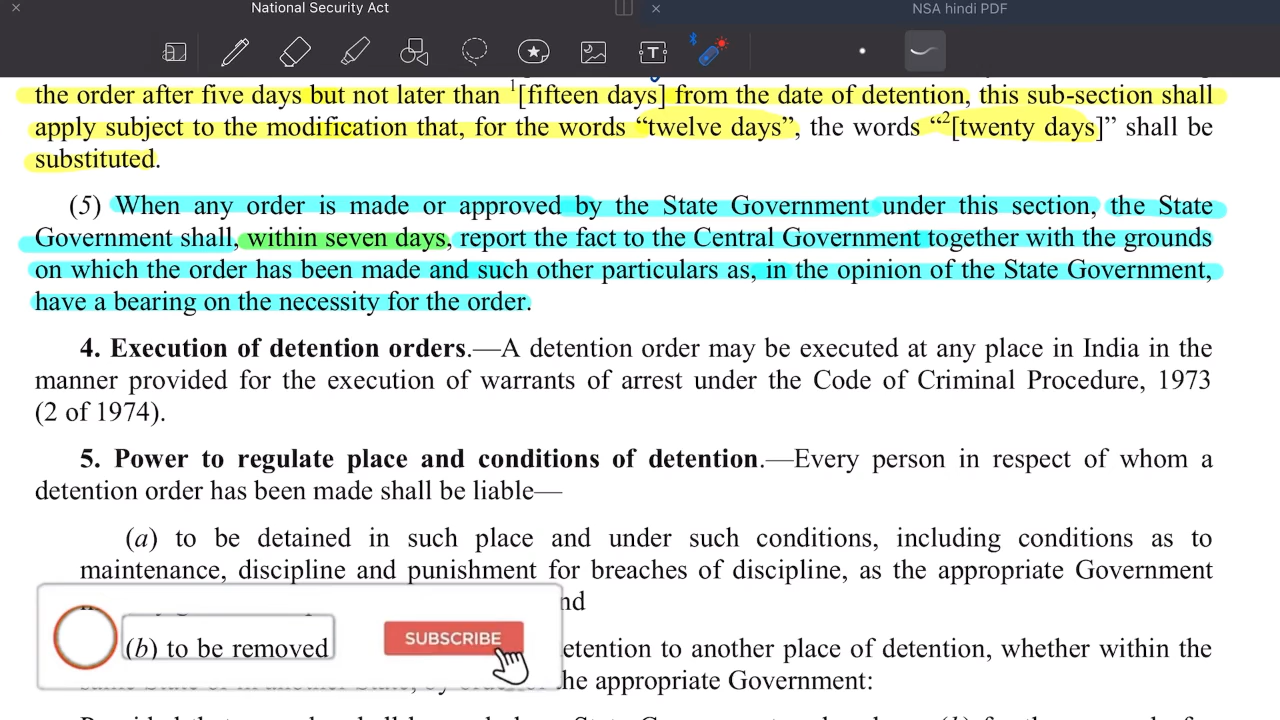 National Security Act
NSA hindi PDF
the order after five days but not later than 1[fifteen days] from the date of detention, this sub-section shall
apply subject to the modification that, for the words “twelve days”, the words “2[twenty days]” shall be
substituted.
(5) When any order is made or approved by the State Government under this section, the State
Government shall, within seven days, report the fact to the Central Government together with the grounds
on which the order has been made and such other particulars as, in the opinion of the State Government,
have a bearing on the necessity for the order.
4. Execution of detention orders.—A detention order may be executed at any place in India in the
manner provided for the execution of warrants of arrest under the Code of Criminal Procedure, 1973
(2 of 1974).
5. Power to regulate place and conditions of detention.—Every person in respect of whom a
detention order has been made shall be liable—
(a) to be detained in such place and under such conditions, including conditions as to
maintenance, discipline and punishment for breaches of discipline, as the appropriate Government
nd
(b) to be removed etention to another place of detention, whether within the
SUBSCRIBE
the appropriate Government: